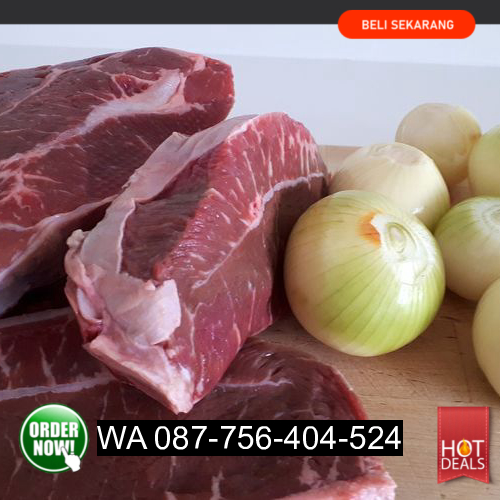 BELI SEKARANG
ORDER
NOW!
WA 087-756-404-524
HOT
DEALS